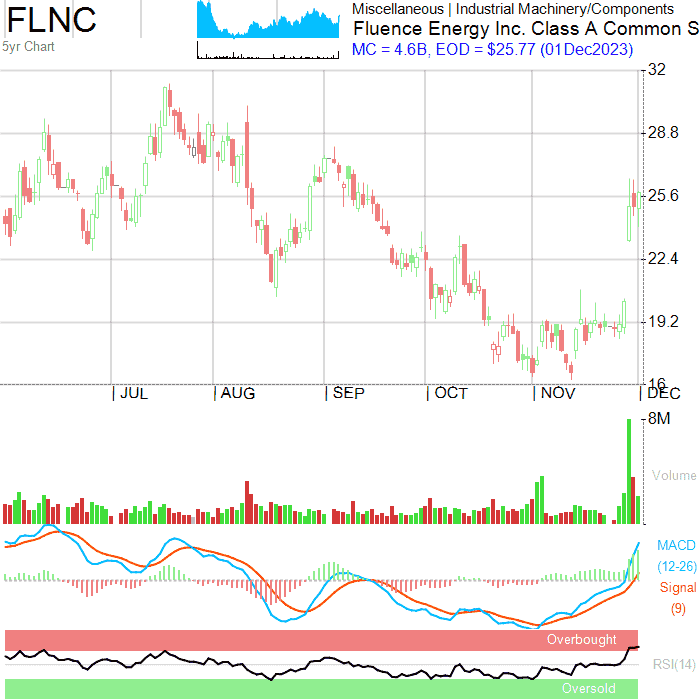 FLNC
5yr Chart
Miscellaneous | Industrial Machinery/Components
Fluence Energy Inc. Class A Common S
MC = 4.6B, EOD = $25.77 (01Dec2023)
32
28.8
25.6
22.4
19.2
16
JUL
AUG
SEP
OCT
NOV
DEC
8M
Volume
MACD
(12-26)
Signal
(9)
Overbought
RSI(14)
Oversold